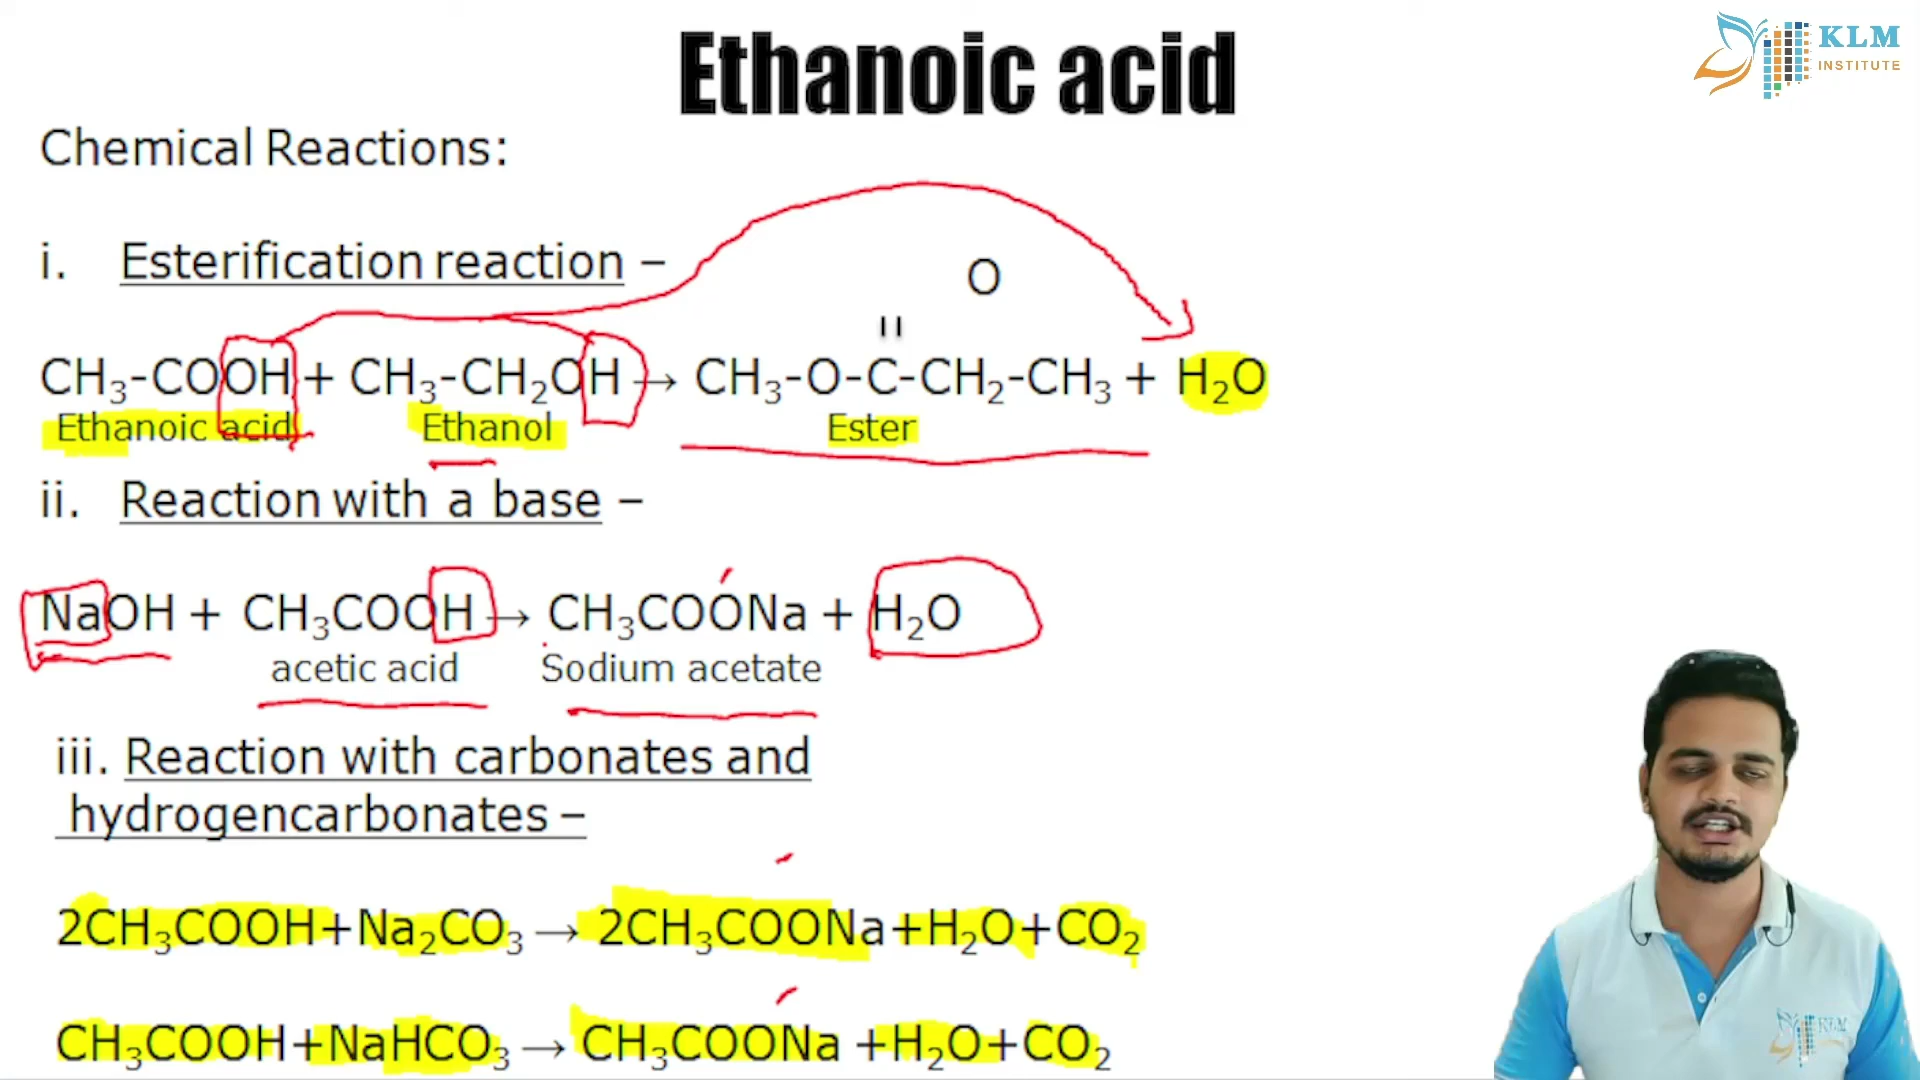 Ethanoic acid
KLM
INSTITUTE
Chemical Reactions:
i. Esterification reaction –
O
||
CH₃-COOH + CH₃-CH₂OH → CH₃-O-C-CH₂-CH₃ + H₂O
Ethanoic acid Ethanol Ester
ii. Reaction with a base –
NaOH + CH₃COOH → CH₃COONa + H₂O
acetic acid Sodium acetate
iii. Reaction with carbonates and
hydrogencarbonates –
2CH₃COOH+Na₂CO₃ → 2CH₃COONa+H₂O+CO₂
CH₃COOH+NaHCO₃ → CH₃COONa +H₂O+CO₂
KLM